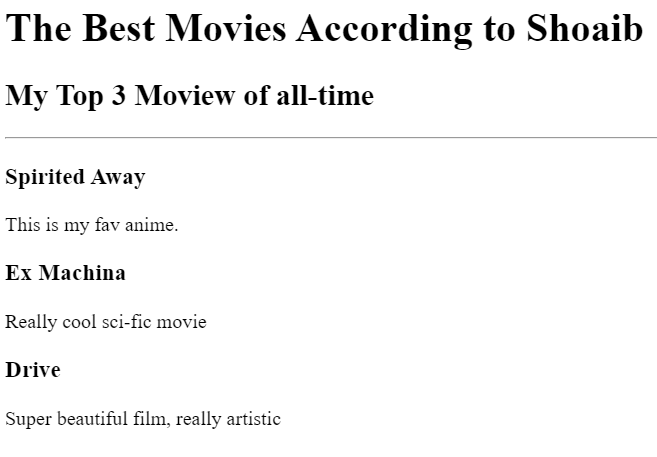 The Best Movies According to Shoaib
My Top 3 Moview of all-time
Spirited Away
This is my fav anime.
Ex Machina
Really cool sci-fic movie
Drive
Super beautiful film, really artistic